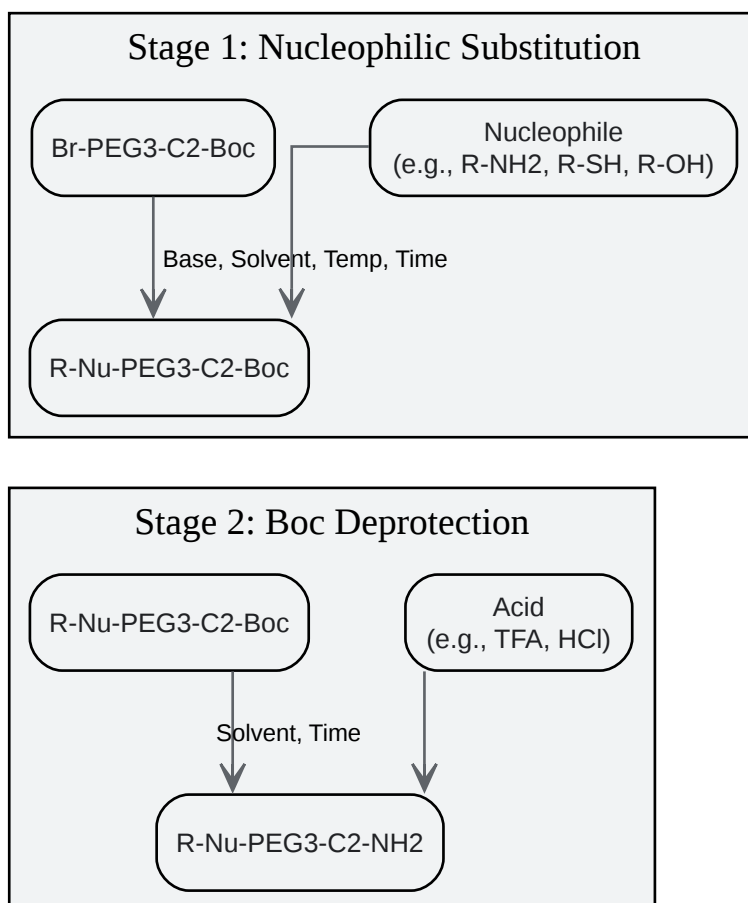 Stage 1: Nucleophilic Substitution
Br-PEG3-C2-Boc
Nucleophile
(e.g., R-NH2, R-SH, R-OH)
Base, Solvent, Temp, Time
R-Nu-PEG3-C2-Boc
Stage 2: Boc Deprotection
R-Nu-PEG3-C2-Boc
Acid
(e.g., TFA, HCl)
Solvent, Time
R-Nu-PEG3-C2-NH2